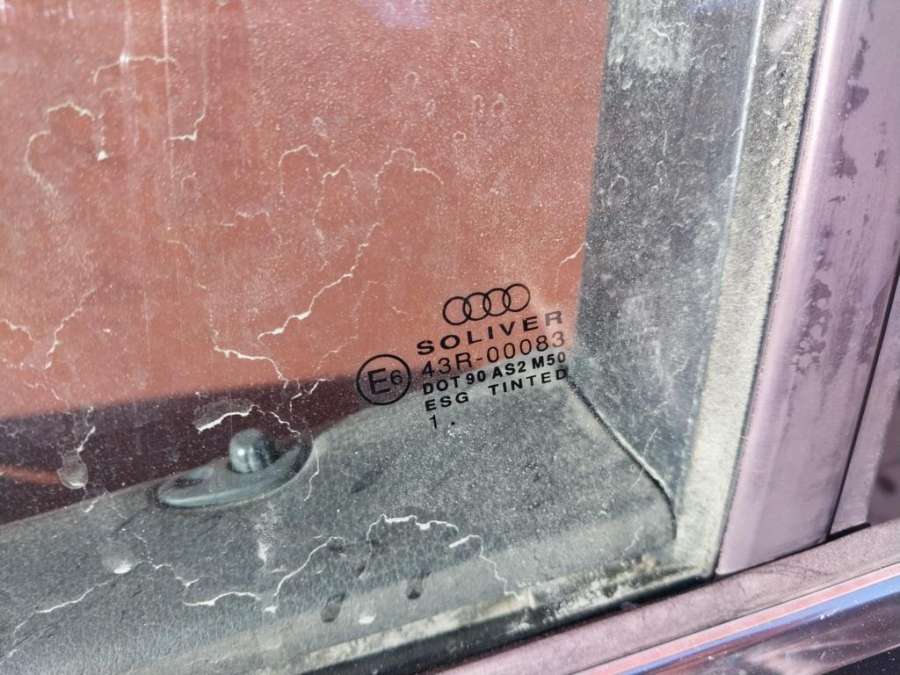 SOLIVER
43R-00083
E6
DOT 90 AS2 M50
ESG TINTED
1 .